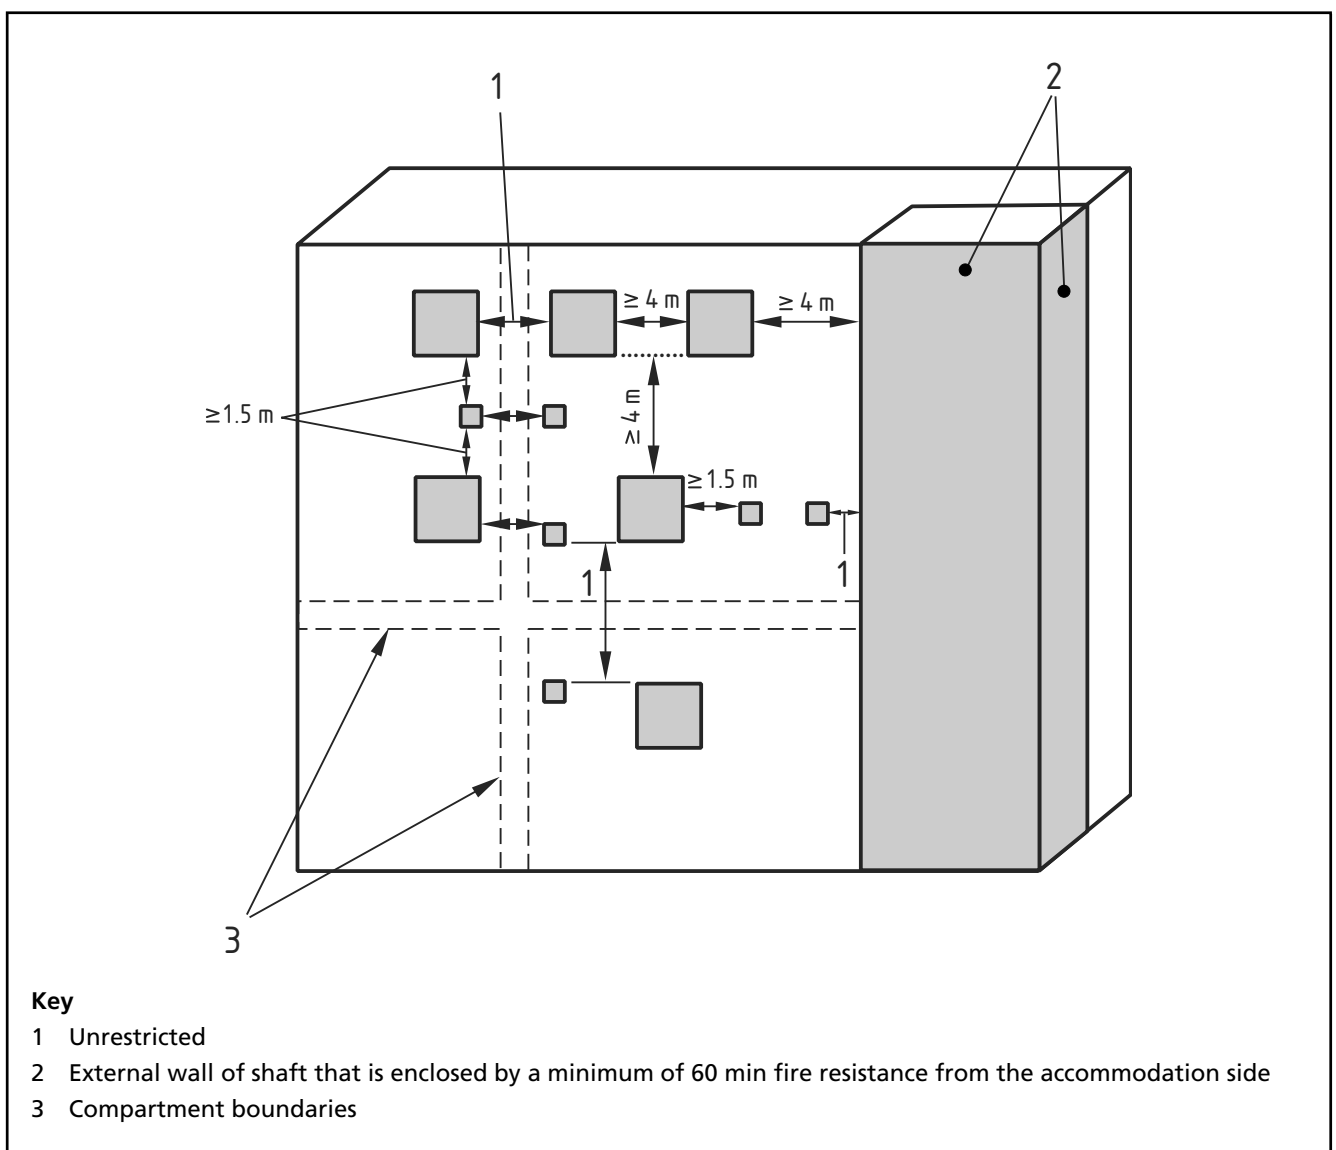 1
2
≥ 4 m
≥ 4 m
≥1.5 m
≥ 4 m
≥1.5 m
1
1
3
Key
1 Unrestricted
2 External wall of shaft that is enclosed by a minimum of 60 min fire resistance from the accommodation side
3 Compartment boundaries